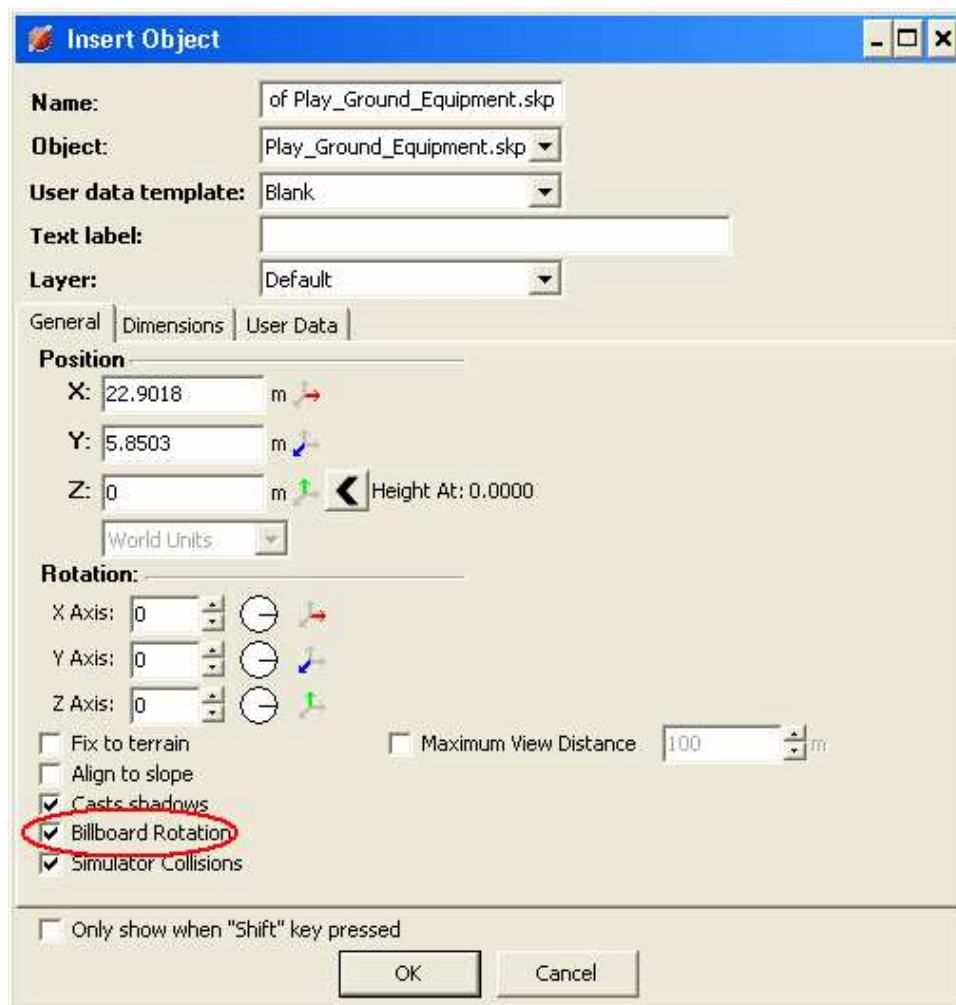 Insert Object
Name: of Play_Ground_Equipment.skp
Object: Play_Ground_Equipment.skp
User data template: Blank
Text label:
Layer: Default
General Dimensions User Data
Position
X: 22.9018 m
Y: 5.8503 m
Z: 0 m Height At: 0.0000
World Units
Rotation:
X Axis: 0
Y Axis: 0
Z Axis: 0
Fix to terrain Maximum View Distance 100 m
Align to slope
Casts shadows
Billboard Rotation
Simulator Collisions
Only show when "Shift" key pressed
OK Cancel